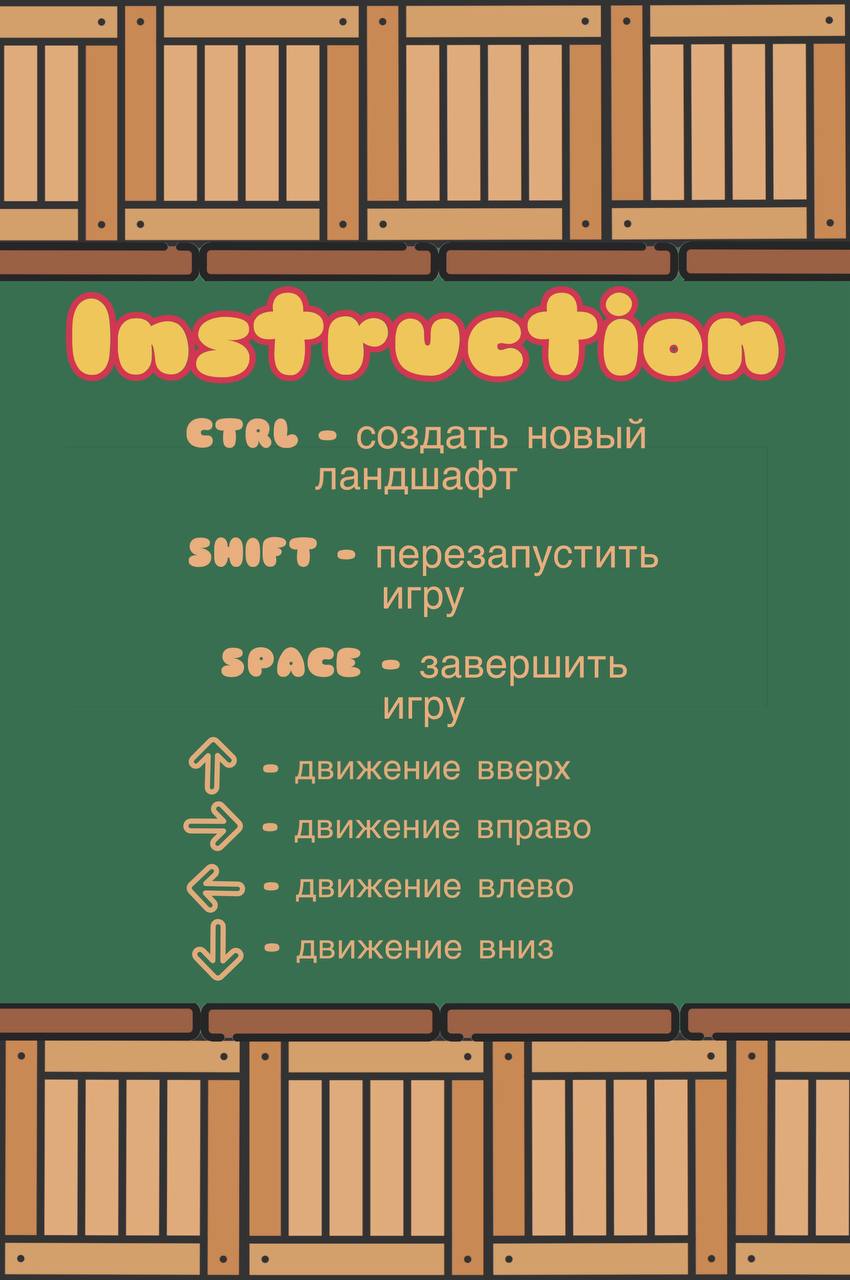 Instruction
CTRL - создать новый
ландшафт
SHIFT - перезапустить
игру
SPACE - завершить
игру
- движение вверх
- движение вправо
- движение влево
- движение вниз